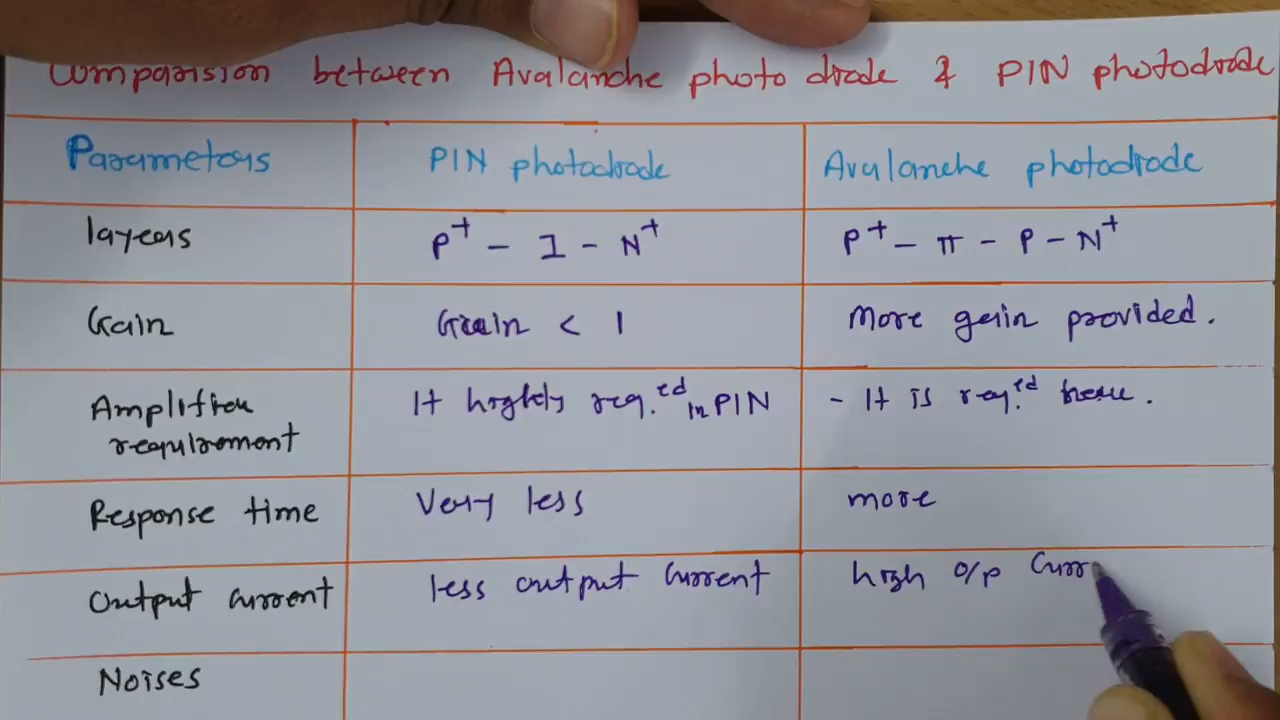 Comparision between Avalanche photo diode & PIN photodiode
Parameters PIN photodiode Avalanche photodiode
layers P+ - I - N+ P+ - π - P - N+
Gain Gain < 1 More gain provided.
Amplifier requirement It highly req.ed in PIN - It is req.ed here.
Response time Very less more
Output current less output current high o/p Curr
Noises